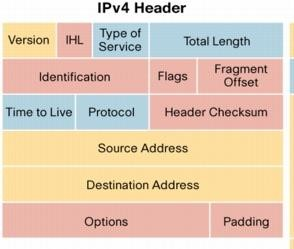 IPv4 Header
Version IHL Type of Service Total Length
Identification Flags Fragment Offset
Time to Live Protocol Header Checksum
Source Address
Destination Address
Options Padding